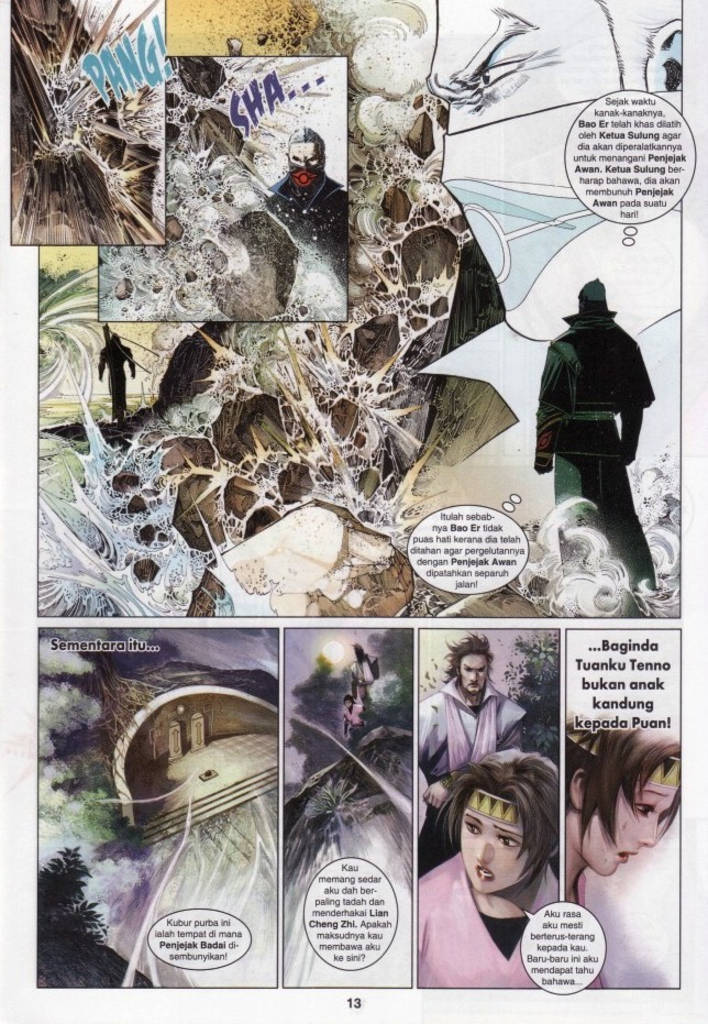 PANG!
SHA...
Sejak waktu
kanak-kanaknya,
Bao Er telah khas dilatih
oleh Ketua Sulung agar
dia akan diperalatkannya
untuk menangani Penjejak
Awan. Ketua Sulung ber-
harap bahawa, dia akan
membunuh Penjejak
Awan pada suatu
hari!
Itulah sebab-
nya Bao Er tidak
puas hati kerana dia telah
ditahan agar pergelutannya
dengan Penjejak Awan
dipatahkan separuh
jalan!
Sementara itu...
Kubur purba ini
ialah tempat di mana
Penjejak Badai di-
sembunyikan!
Kau
memang sedar
aku dah ber-
paling tadah dan
menderhakai Lian
Cheng Zhi. Apakah
maksudnya kau
membawa aku
ke sini?
Aku rasa
aku mesti
berterus-terang
kepada kau.
Baru-baru ini aku
mendapat tahu
bahawa...
...Baginda
Tuanku Tenno
bukan anak
kandung
kepada Puan!
13